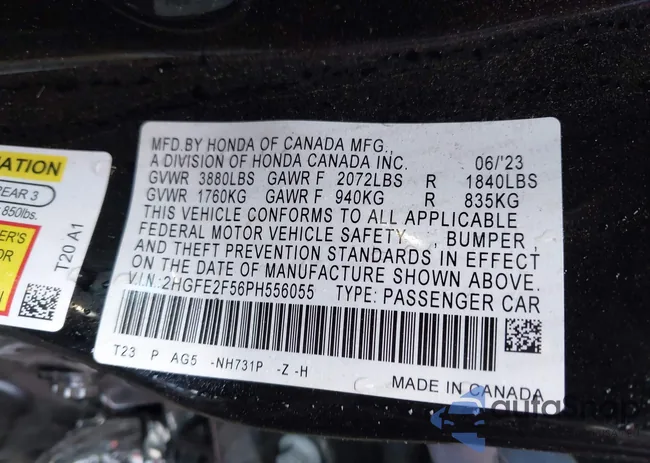 MFD.BY HONDA OF CANADA MFG.,
A DIVISION OF HONDA CANADA INC. 06/'23
GVWR 3880LBS GAWR F 2072LBS R 1840LBS
GVWR 1760KG GAWR F 940KG R 835KG
THIS VEHICLE CONFORMS TO ALL APPLICABLE
FEDERAL MOTOR VEHICLE SAFETY, , BUMPER ,
AND THEFT PREVENTION STANDARDS IN EFFECT
ON THE DATE OF MANUFACTURE SHOWN ABOVE.
V.I.N.:2HGFE2F56PH556055 TYPE: PASSENGER CAR
T23 P AG5 -NH731P -Z -H
MADE IN CANADA
REAR 3
850lbs.
T20 A1
autosnap